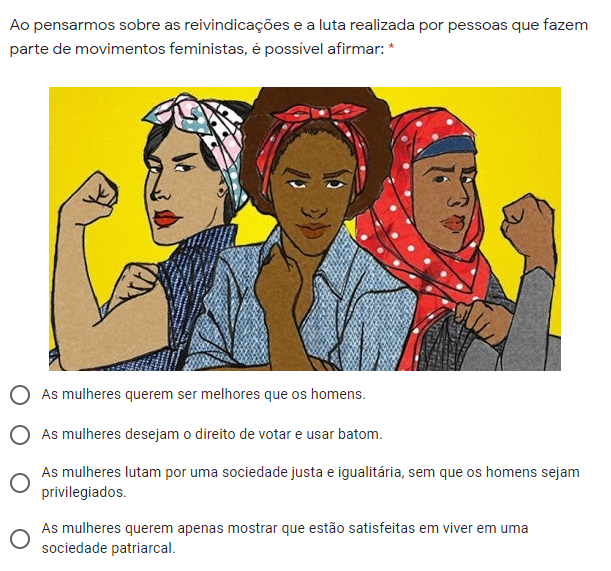 Ao pensarmos sobre as reivindicações e a luta realizada por pessoas que fazem
parte de movimentos feministas, é possível afirmar: *
As mulheres querem ser melhores que os homens.
As mulheres desejam o direito de votar e usar batom.
As mulheres lutam por uma sociedade justa e igualitária, sem que os homens sejam
privilegiados.
As mulheres querem apenas mostrar que estão satisfeitas em viver em uma
sociedade patriarcal.